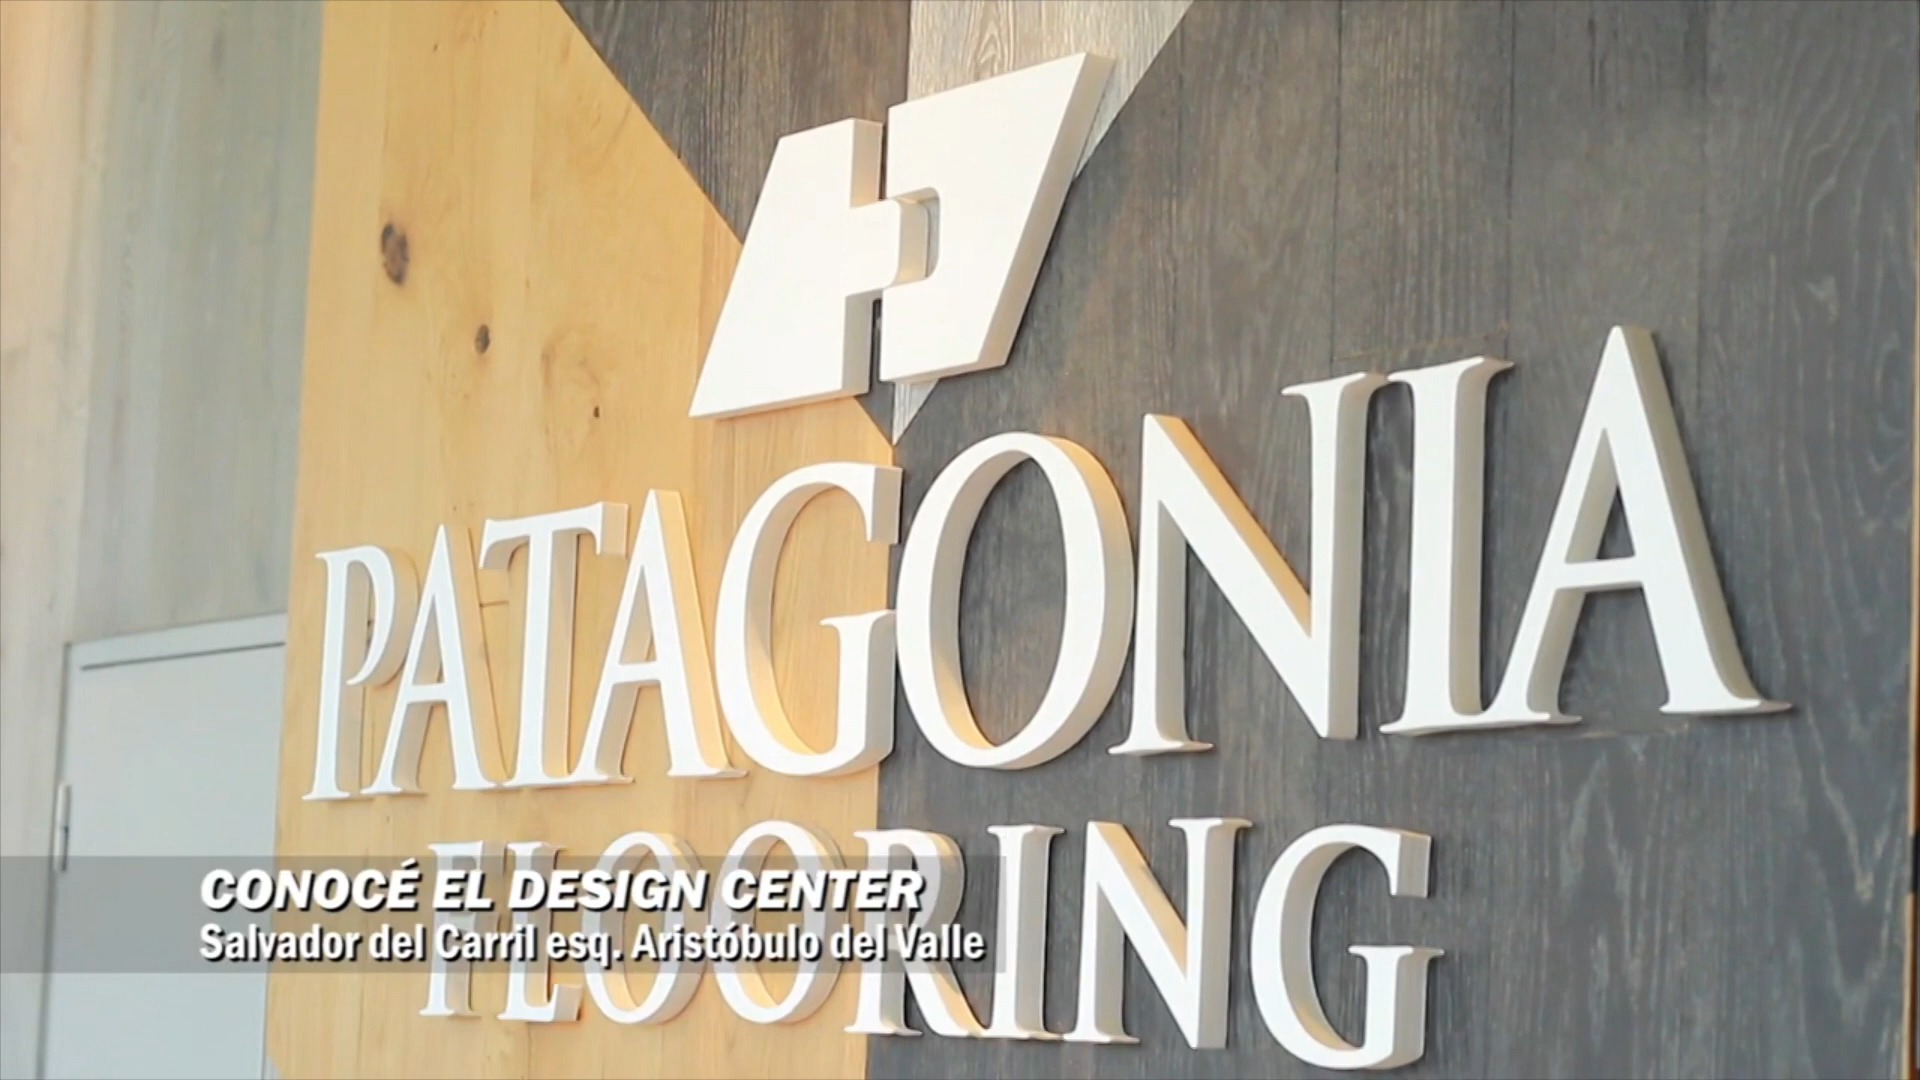 PATAGONIA
FLOORING
CONOCÉ EL DESIGN CENTER
Salvador del Carril esq. Aristóbulo del Valle